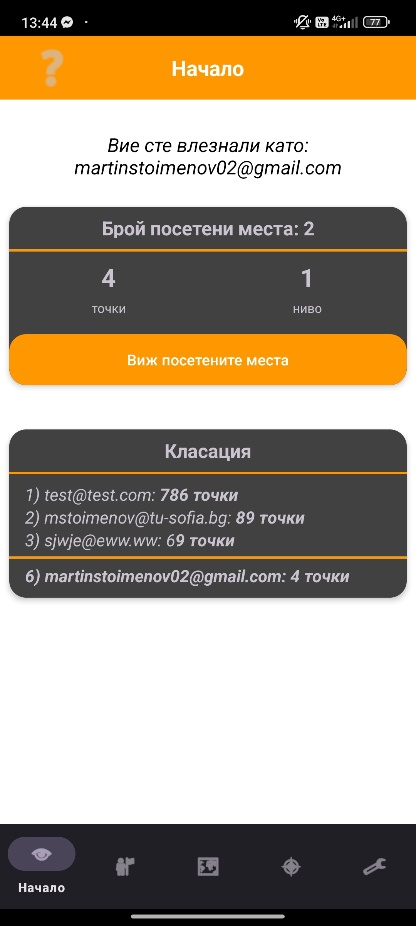 13:44
4G+
77
?
Начало
Вие сте влезнали като:
martinstoimenov02@gmail.com
Брой посетени места: 2
4 1
точки ниво
Виж посетените места
Класация
1) test@test.com: 786 точки
2) mstoimenov@tu-sofia.bg: 89 точки
3) sjwje@eww.ww: 69 точки
6) martinstoimenov02@gmail.com: 4 точки
Начало